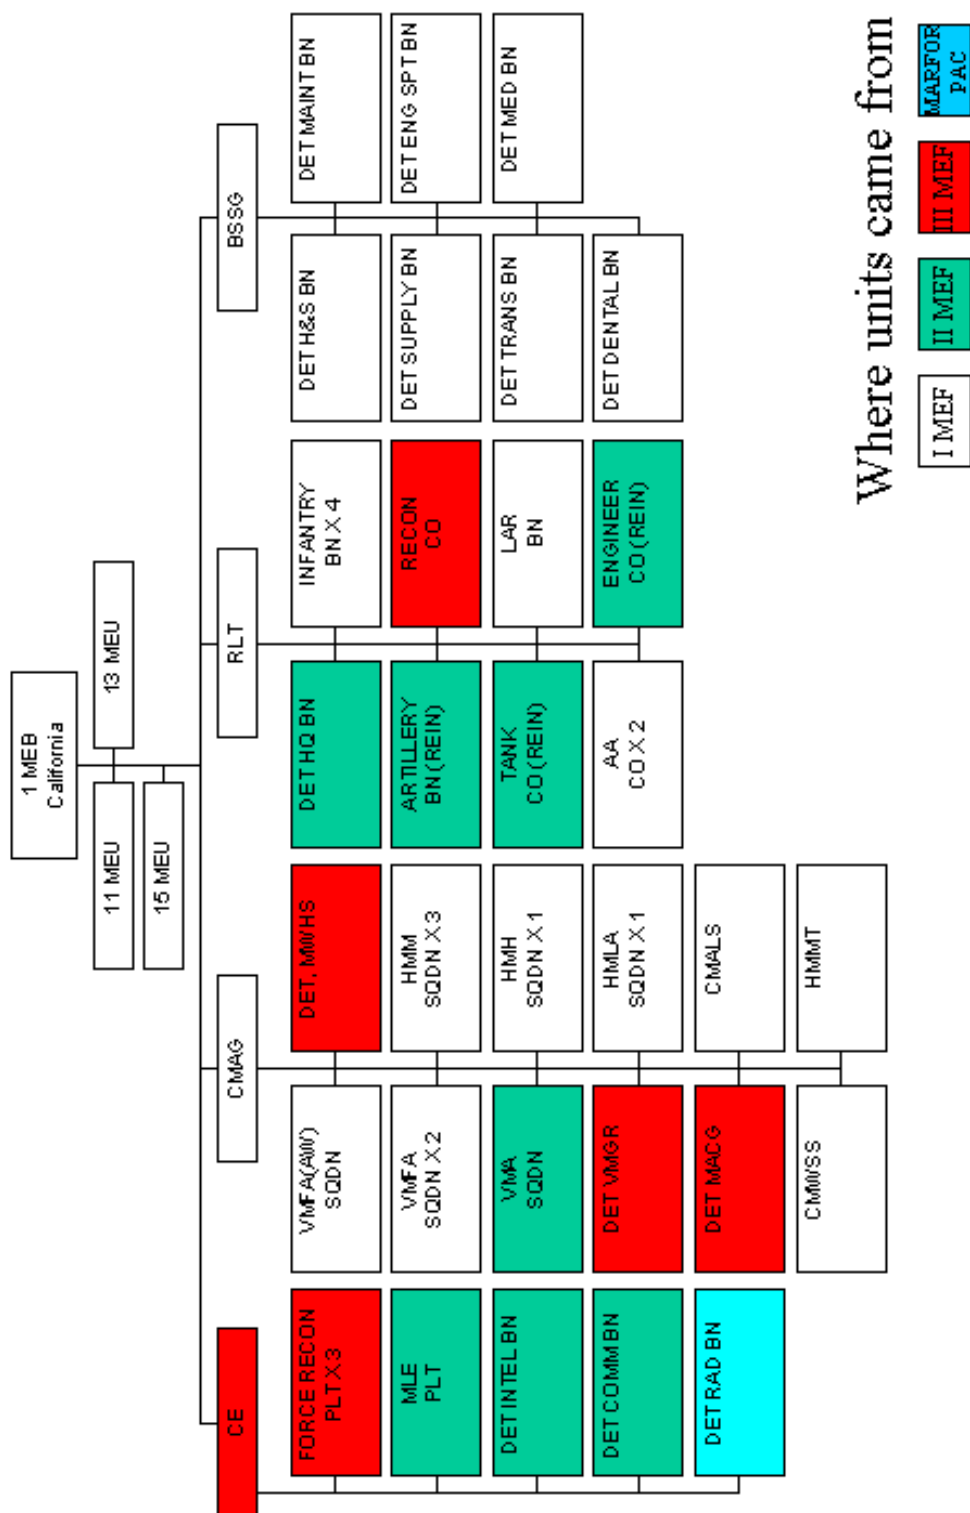 1 MEB
California
11 MEU
13 MEU
15 MEU
CE
CMAG
RLT
BSSG
FORCE RECON
PLT X 3
MLE
PLT
DET INTEL BN
DET COMM BN
DET RAD BN
VMFA(AW)
SQDN
DET, MWHS
VMFA
SQDN X 2
HMM
SQDN X 3
VMA
SQDN
HMH
SQDN X 1
DET VMGR
HMLA
SQDN X 1
DET MACG
CMALS
CMWSS
HMMT
DET HQ BN
INFANTRY
BN X 4
ARTILLERY
BN (REIN)
RECON
CO
TANK
CO (REIN)
LAR
BN
AA
CO X 2
ENGINEER
CO (REIN)
DET H&S BN
DET MAINT BN
DET SUPPLY BN
DET ENG SPT BN
DET TRANS BN
DET MED BN
DET DENTAL BN
Where units came from
I MEF
II MEF
III MEF
MARFOR
PAC